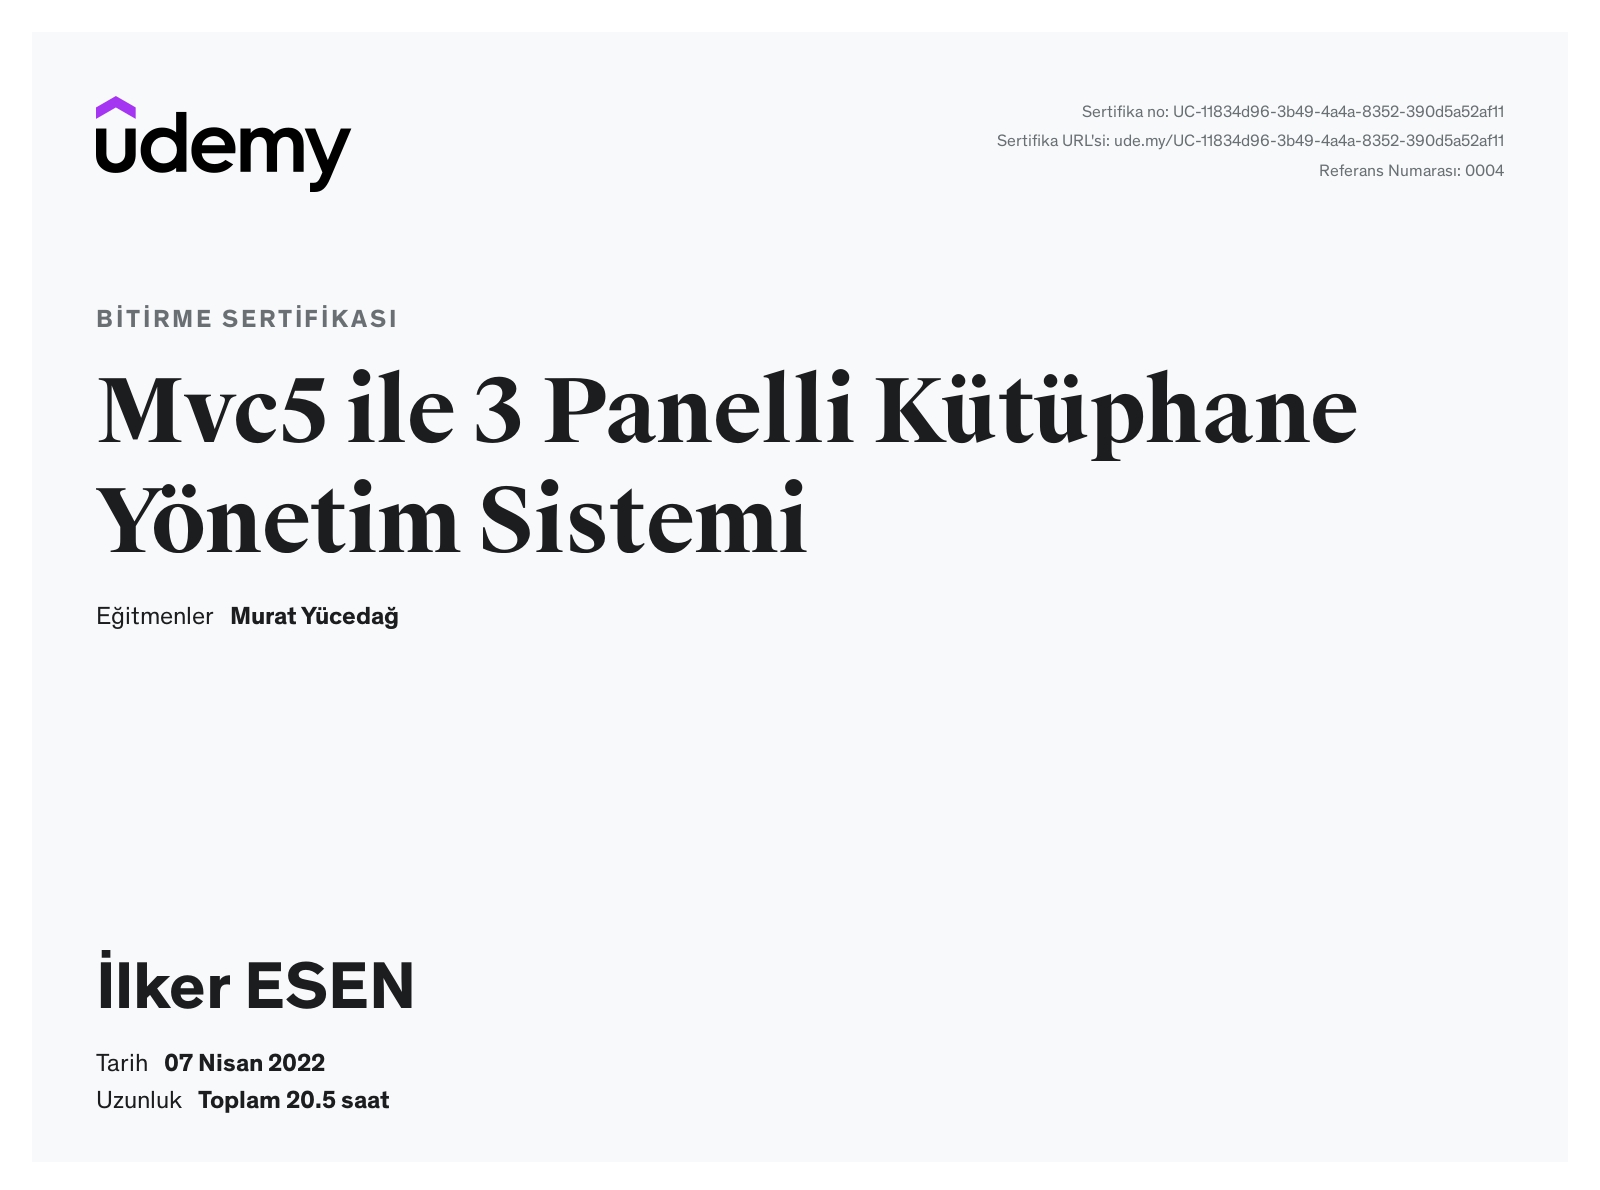 udemy
Sertifika no: UC-11834d96-3b49-4a4a-8352-390d5a52af11
Sertifika URL'si: ude.my/UC-11834d96-3b49-4a4a-8352-390d5a52af11
Referans Numarası: 0004
BİTİRME SERTİFİKASI
Mvc5 ile 3 Panelli Kütüphane
Yönetim Sistemi
Eğitmenler Murat Yücedağ
İlker ESEN
Tarih 07 Nisan 2022
Uzunluk Toplam 20.5 saat